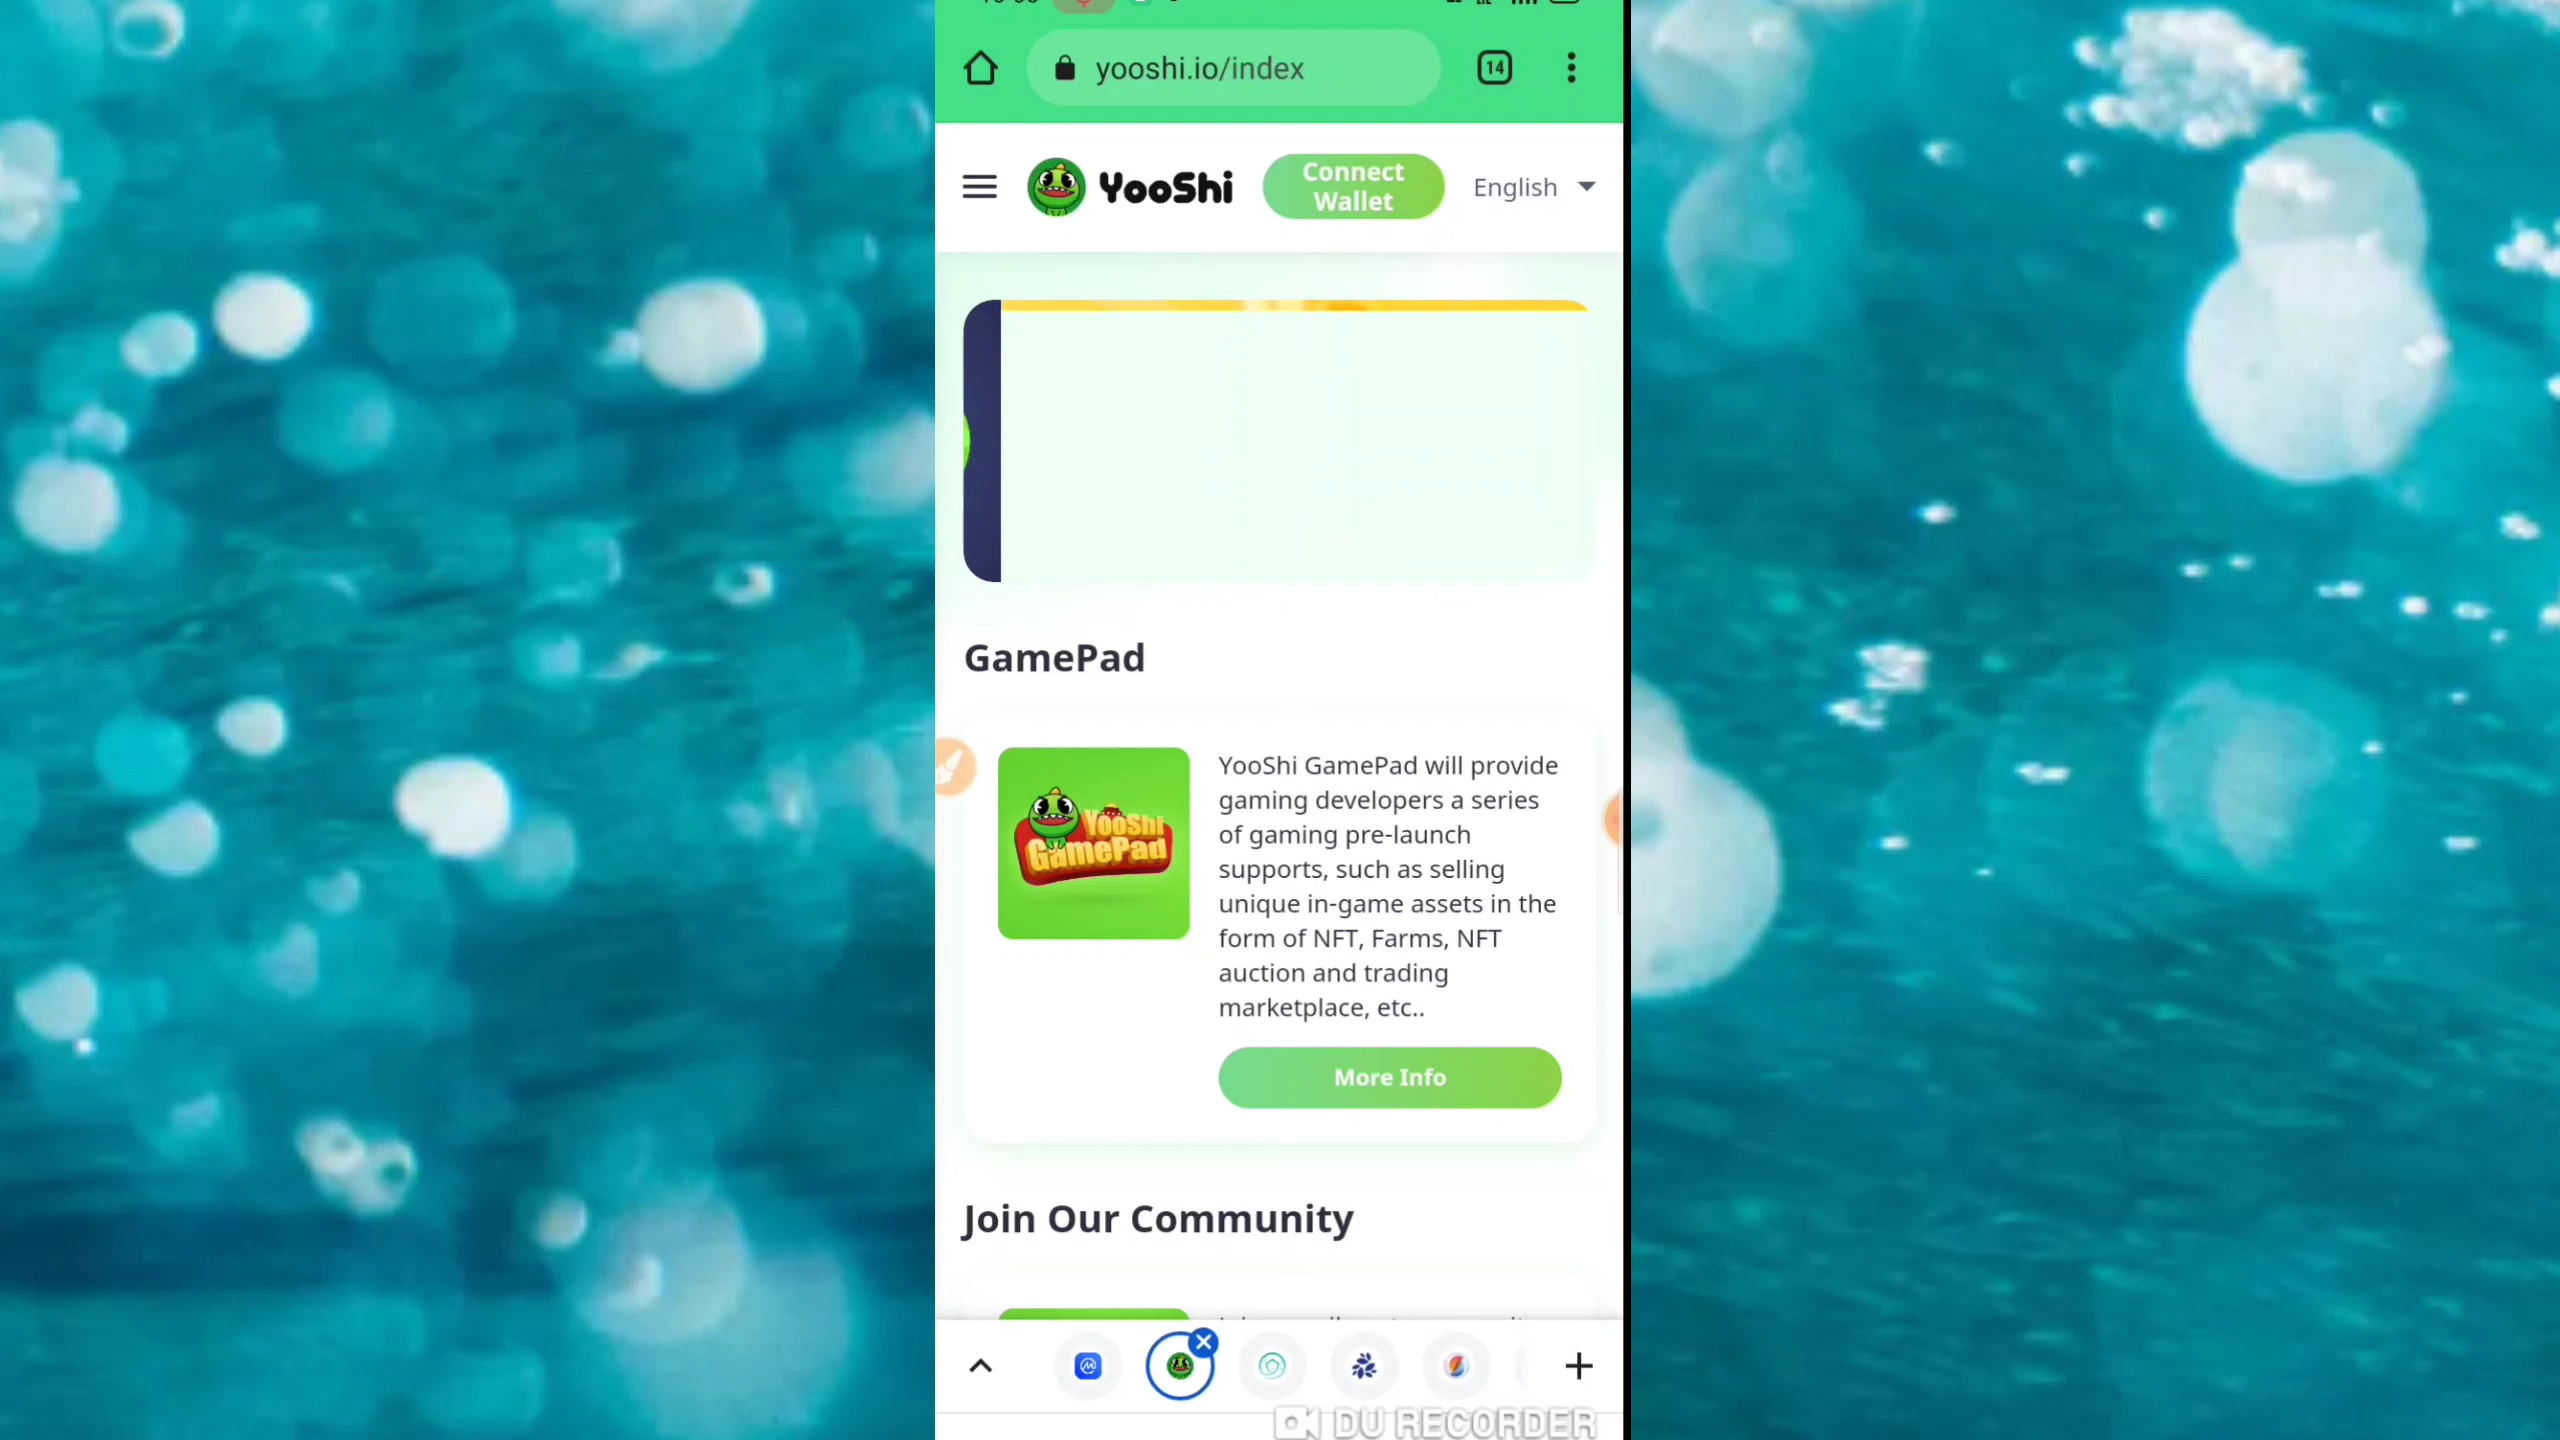 yooshi.io/index
14
YooShi
Connect
Wallet
English
GamePad
YooShi
GamePad
YooShi GamePad will provide
gaming developers a series
of gaming pre-launch
supports, such as selling
unique in-game assets in the
form of NFT, Farms, NFT
auction and trading
marketplace, etc..
More Info
Join Our Community
DU RECORDER